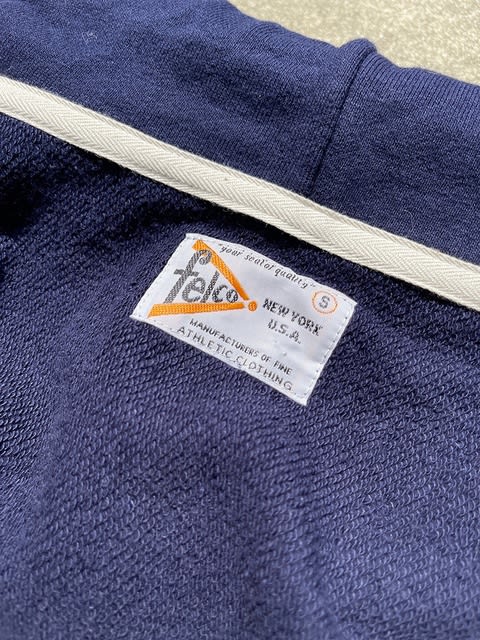 "your seal of quality"
felco
S
NEW YORK
U.S.A.
MANUFACTURERS OF FINE
ATHLETIC CLOTHING